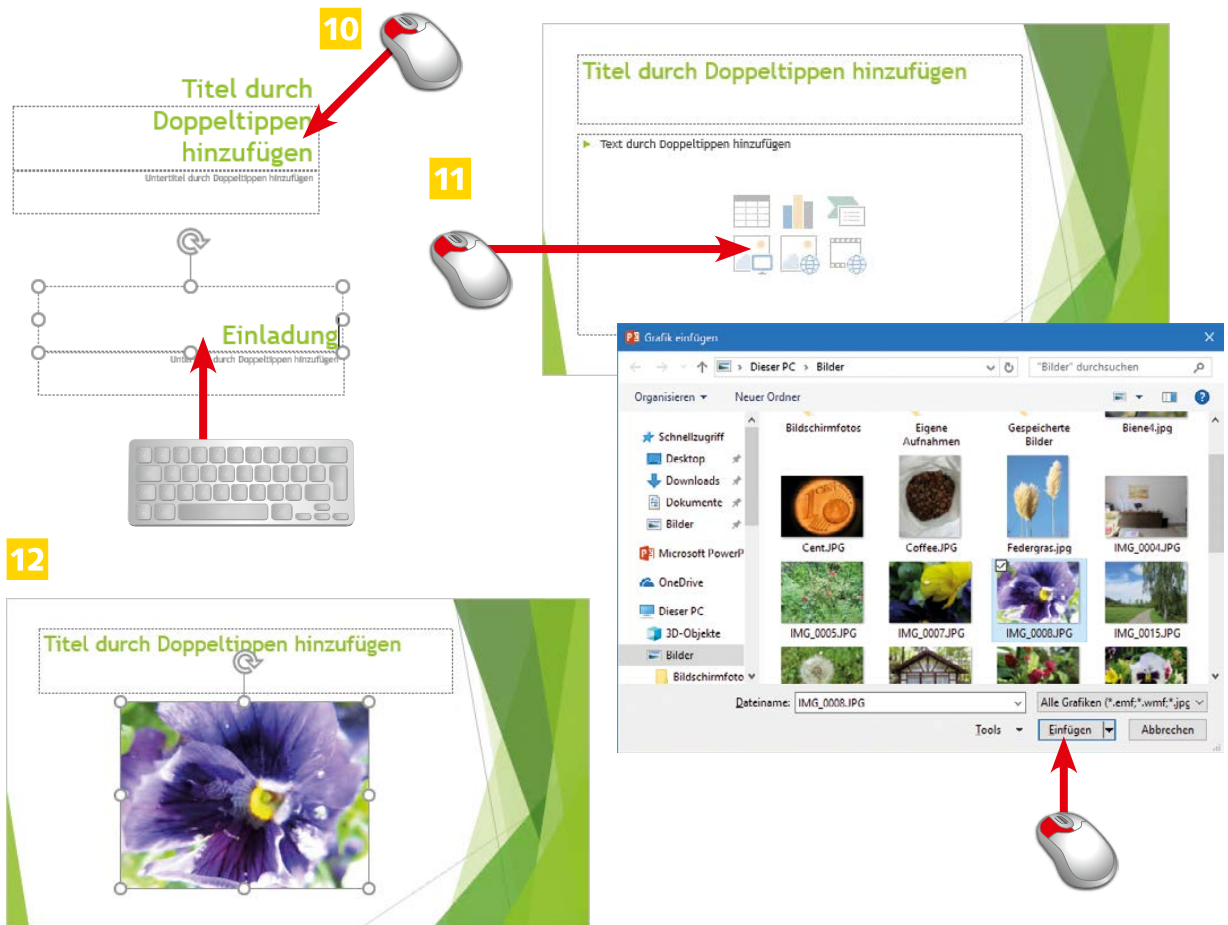 10
Titel durch
Doppeltippen
hinzufügen
Untertitel durch Doppeltippen hinzufügen
Einladung
durch Doppeltippen hinzufügen
11
Titel durch Doppeltippen hinzufügen
Text durch Doppeltippen hinzufügen
Grafik einfügen
Dieser PC > Bilder
"Bilder" durchsuchen
Organisieren
Neuer Ordner
Schnellzugriff
Desktop
Downloads
Dokumente
Bilder
Microsoft PowerP
OneDrive
Dieser PC
3D-Objekte
Bilder
Bildschirmfoto
Bildschirmfotos
Eigene
Aufnahmen
Gespeicherte
Bilder
Biene4.jpg
Cent.JPG
Coffee.JPG
Federgras.jpg
IMG_0004.JPG
IMG_0005.JPG
IMG_0007.JPG
IMG_0008.JPG
IMG_0015.JPG
Dateiname: IMG_0008.JPG
Alle Grafiken (*.emf;*.wmf;*.jpg
Tools
Einfügen
Abbrechen
12
Titel durch Doppeltippen hinzufügen